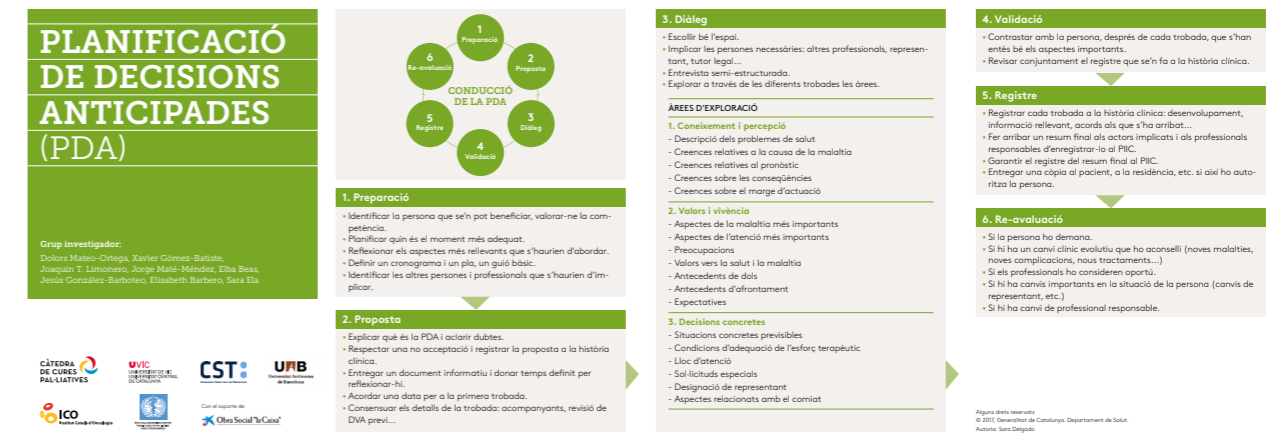 PLANIFICACIÓ
DE DECISIONS
ANTICIPADES
(PDA)
Grup investigador:
Dolors Mateo-Ortega, Xavier Gómez-Batiste,
Joaquín T. Limonero, Jorge Maté-Méndez, Elba Beas,
Jesús González-Barboteo, Elisabeth Barbero, Sara Ela
CÀTEDRA
DE CURES
PAL·LIATIVES
UVIC
UNIVERSITAT DE VIC
UNIVERSITAT CENTRAL
DE CATALUNYA
CST
UAB
Universitat Autònoma
de Barcelona
ICO
Institut Català d'Oncologia
Con el soporte de:
Obra Social "la Caixa"
1
Preparació
2
Proposta
3
Diàleg
4
Validació
5
Registre
6
Re-avaluació
CONDUCCIÓ
DE LA PDA
1. Preparació
• Identificar la persona que se'n pot beneficiar, valorar-ne la com-
petència.
• Planificar quin és el moment més adequat.
• Reflexionar els aspectes més rellevants que s'haurien d'abordar.
• Definir un cronograma i un pla, un guió bàsic.
• Identificar les altres persones i professionals que s'haurien d'im-
plicar.
2. Proposta
• Explicar què és la PDA i aclarir dubtes.
• Respectar una no acceptació i registrar la proposta a la història
clínica.
• Entregar un document informatiu i donar temps definit per
reflexionar-hi.
• Acordar una data per a la primera trobada.
• Consensuar els detalls de la trobada: acompanyants, revisió de
DVA previ...
3. Diàleg
• Escollir bé l'espai.
• Implicar les persones necessàries: altres professionals, represen-
tant, tutor legal...
• Entrevista semi-estructurada.
• Explorar a través de les diferents trobades les àrees.
ÀREES D'EXPLORACIÓ
1. Coneixement i percepció
- Descripció dels problemes de salut
- Creences relatives a la causa de la malaltia
- Creences relatives al pronòstic
- Creences sobre les conseqüències
- Creences sobre el marge d'actuació
2. Valors i vivència
- Aspectes de la malaltia més importants
- Aspectes de l'atenció més importants
- Preocupacions
- Valors vers la salut i la malaltia
- Antecedents de dols
- Antecedents d'afrontament
- Expectatives
3. Decisions concretes
- Situacions concretes previsibles
- Condicions d'adequació de l'esforç terapèutic
- Lloc d'atenció
- Sol·licituds especials
- Designació de representant
- Aspectes relacionats amb el comiat
4. Validació
• Contrastar amb la persona, després de cada trobada, que s'han
entès bé els aspectes importants.
• Revisar conjuntament el registre que se'n fa a la història clínica.
5. Registre
• Registrar cada trobada a la història clínica: desenvolupament,
informació rellevant, acords als que s'ha arribat...
• Fer arribar un resum final als actors implicats i als professionals
responsables d'enregistrar-lo al PIIC.
• Garantir el registre del resum final al PIIC.
• Entregar una còpia al pacient, a la residència, etc. si així ho auto-
ritza la persona.
6. Re-avaluació
• Si la persona ho demana.
• Si hi ha un canvi clínic evolutiu que ho aconselli (noves malalties,
noves complicacions, nous tractaments...)
• Si els professionals ho consideren oportú.
• Si hi ha canvis importants en la situació de la persona (canvis de
representant, etc.)
• Si hi ha canvi de professional responsable.
Alguns drets reservats
© 2017, Generalitat de Catalunya. Departament de Salut.
Autoria: Sara Delgado